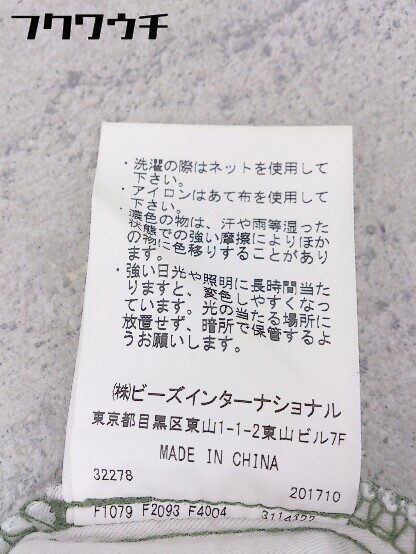 フクワウチ
・洗濯の際はネットを使用して
下さい。
・アイロンはあて布を使用して
下さい。
・濃色の物は、汗や雨等湿った
状態での強い摩擦によりほか
の物に色移りすることがあり
ます。
・強い日光や照明に長時間当た
りますと、変色しやすくなっ
ています。光の当たる場所に
放置せず、暗所で保管するよ
うお願いします。
㈱ビーズインターナショナル
東京都目黒区東山1-1-2東山ビル7F
MADE IN CHINA
32278
201710
F1079 F2093 F4004